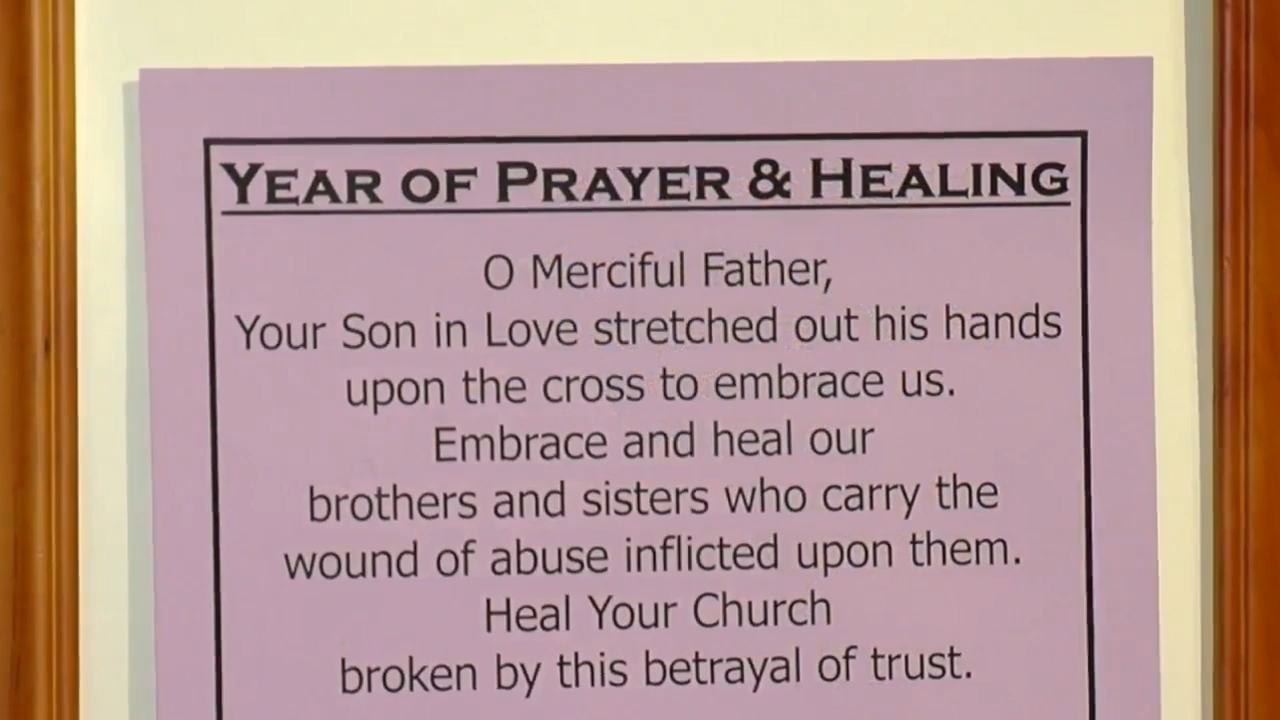 YEAR OF PRAYER & HEALING
O Merciful Father,
Your Son in Love stretched out his hands
upon the cross to embrace us.
Embrace and heal our
brothers and sisters who carry the
wound of abuse inflicted upon them.
Heal Your Church
broken by this betrayal of trust.